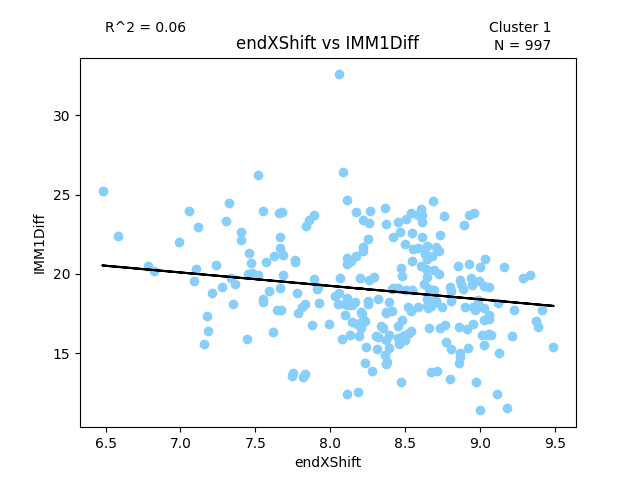 R^2 = 0.06
Cluster 1
N = 997
endXShift vs IMM1Diff
IMM1Diff
30
25
20
15
6.5 7.0 7.5 8.0 8.5 9.0 9.5
endXShift